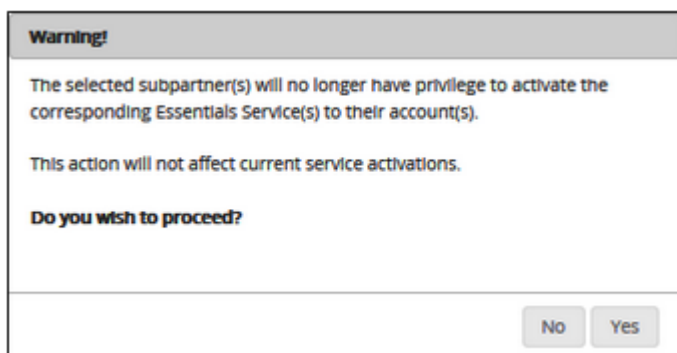 Warning!
The selected subpartner(s) will no longer have privilege to activate the
corresponding Essentials Service(s) to their account(s).
This action will not affect current service activations.
Do you wish to proceed?
No Yes